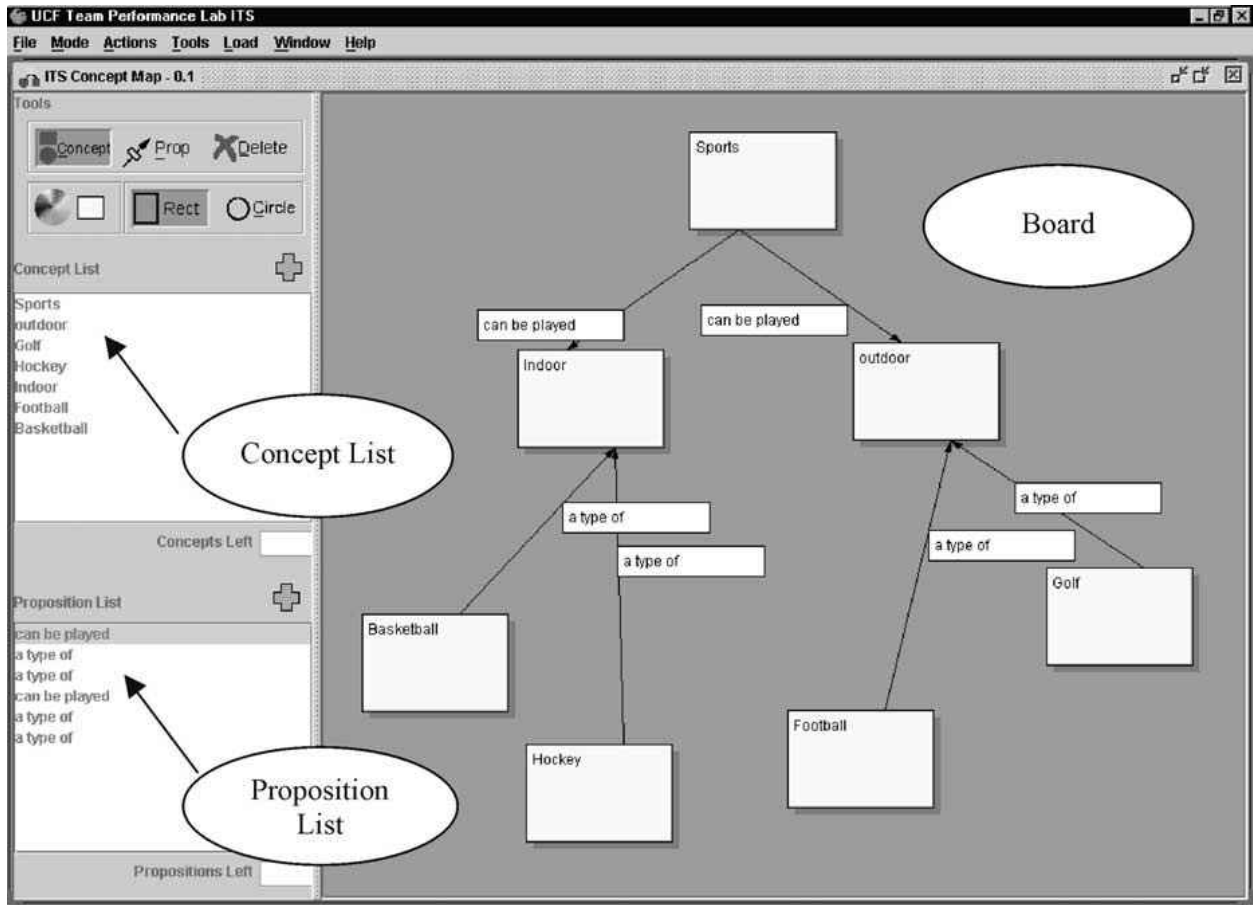 UCF Team Performance Lab ITS
File Mode Actions Tools Load Window Help
ITS Concept Map - 0.1
Tools
Concept Prop Delete
Rect Circle
Concept List
Sports
outdoor
Golf
Hockey
Indoor
Football
Basketball
Concept List
Concepts Left
Proposition List
can be played
a type of
a type of
can be played
a type of
a type of
Proposition
List
Propositions Left
Sports
Board
can be played
can be played
Indoor
outdoor
a type of
a type of
a type of
a type of
Golf
Basketball
Football
Hockey